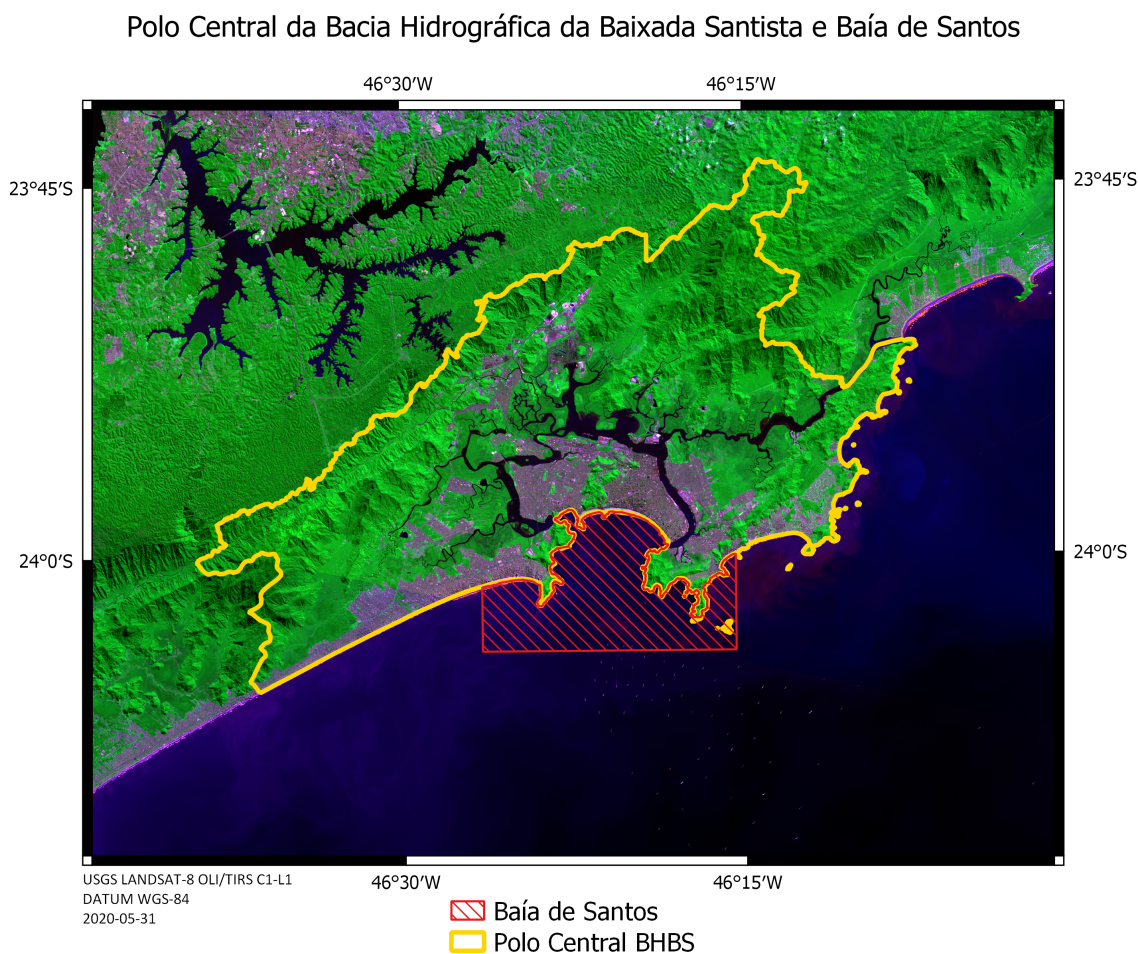 Polo Central da Bacia Hidrográfica da Baixada Santista e Baía de Santos
46°30′W 46°15′W
23°45′S 23°45′S
24°0′S 24°0′S
46°30′W 46°15′W
USGS LANDSAT-8 OLI/TIRS C1-L1
DATUM WGS-84
2020-05-31
Baía de Santos
Polo Central BHBS